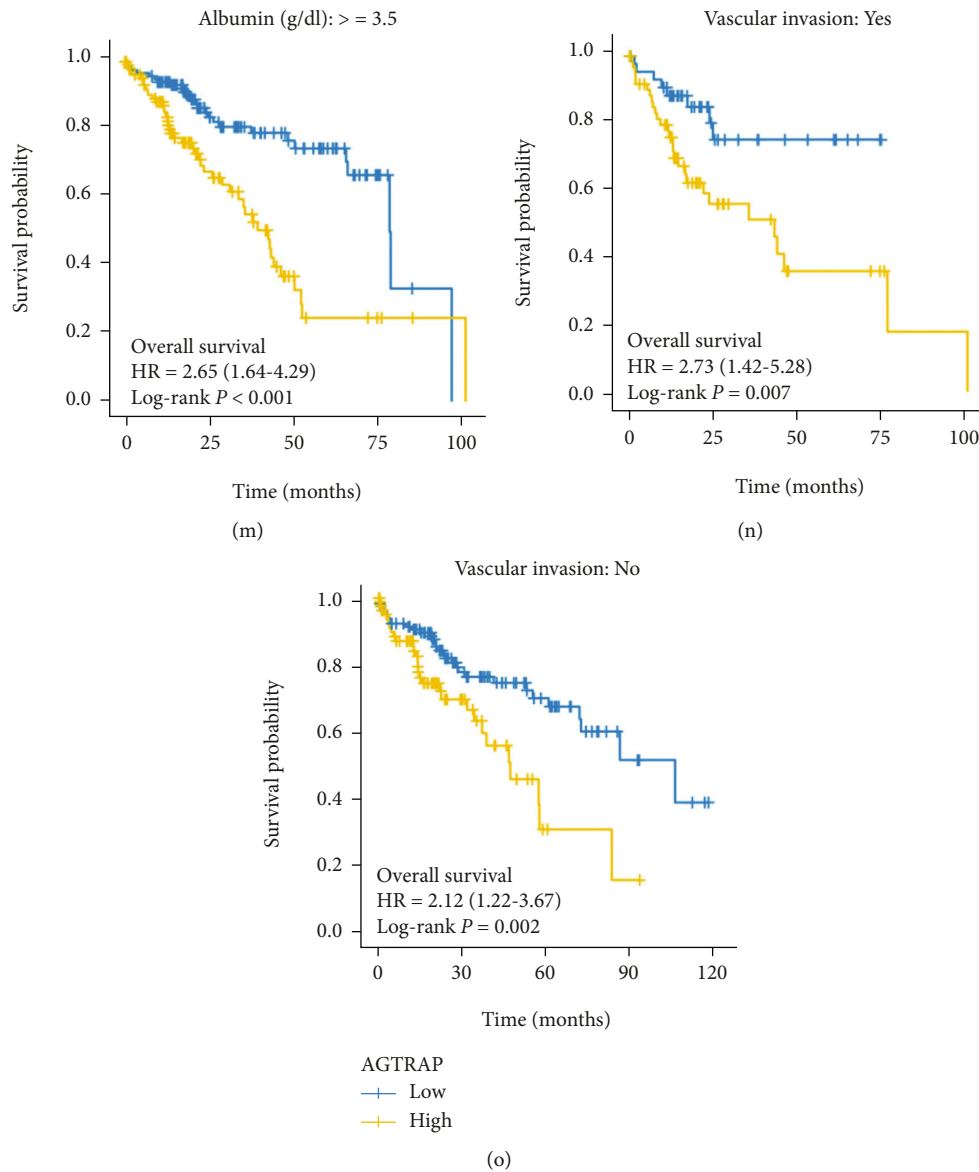 Albumin (g/dl): > = 3.5
1.0
0.8
0.6
0.4
0.2
0.0
Survival probability
Overall survival
HR = 2.65 (1.64-4.29)
Log-rank P < 0.001
0 25 50 75 100
Time (months)
(m)
Vascular invasion: Yes
1.0
0.8
0.6
0.4
0.2
0.0
Survival probability
Overall survival
HR = 2.73 (1.42-5.28)
Log-rank P = 0.007
0 25 50 75 100
Time (months)
(n)
Vascular invasion: No
1.0
0.8
0.6
0.4
0.2
0.0
Survival probability
Overall survival
HR = 2.12 (1.22-3.67)
Log-rank P = 0.002
0 30 60 90 120
Time (months)
AGTRAP
Low
High
(o)